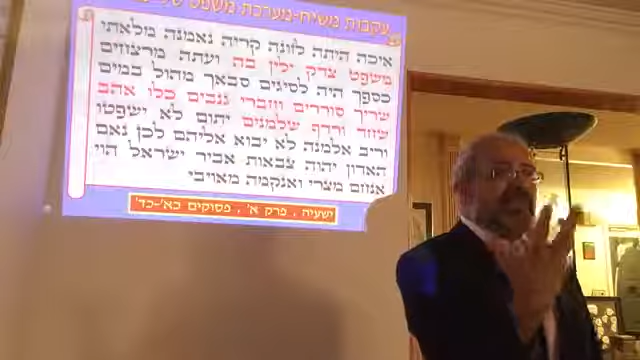 עקבות משיח-מערכת משפט של
איכה היתה לזונה קריה נאמנה מלאתי
משפט צדק ילין בה ועתה מרצחים
כספך היה לסיגים סבאך מהול במים
שריך סוררים וחברי גנבים כלו אהב
שחד ורדף שלמנים יתום לא ישפטו
וריב אלמנה לא יבוא אליהם לכן נאם
האדון יהוה צבאות אביר ישראל הוי
אנחם מצרי ואנקמה מאויבי
ישעיה . פרק א' . פסוקים כא'-כד'